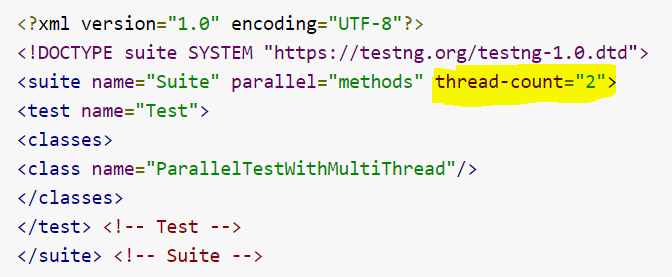 <?xml version="1.0" encoding="UTF-8"?>
<!DOCTYPE suite SYSTEM "https://testng.org/testng-1.0.dtd">
<suite name="Suite" parallel="methods" thread-count="2">
<test name="Test">
<classes>
<class name="ParallelTestWithMultiThread"/>
</classes>
</test> <!-- Test -->
</suite> <!-- Suite -->